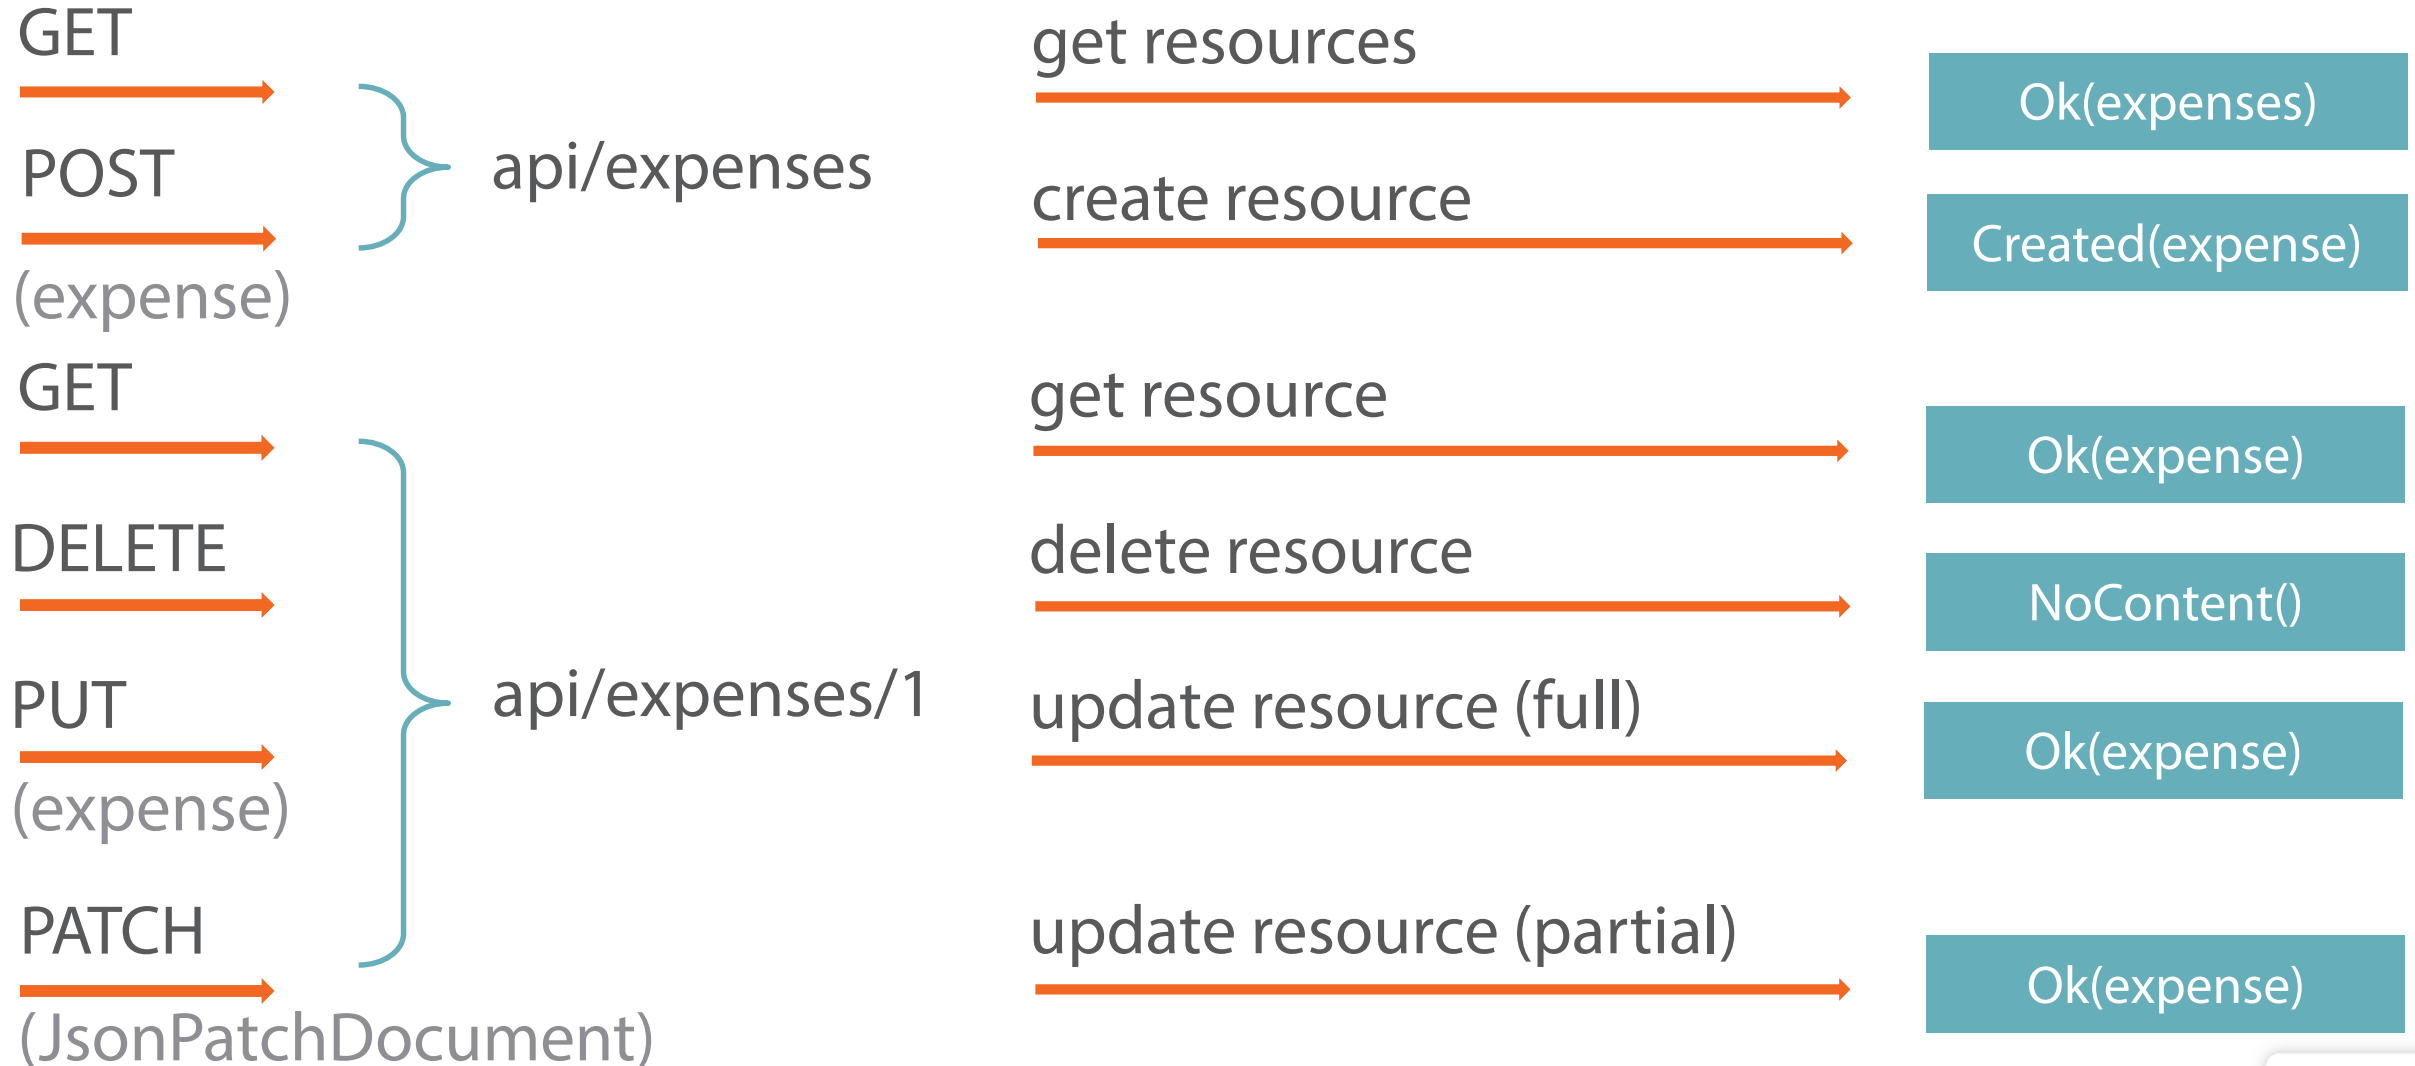 GET
get resources
Ok(expenses)
POST
api/expenses
create resource
Created(expense)
(expense)
GET
get resource
Ok(expense)
DELETE
delete resource
NoContent()
PUT
api/expenses/1
update resource (full)
Ok(expense)
(expense)
PATCH
update resource (partial)
Ok(expense)
(JsonPatchDocument)